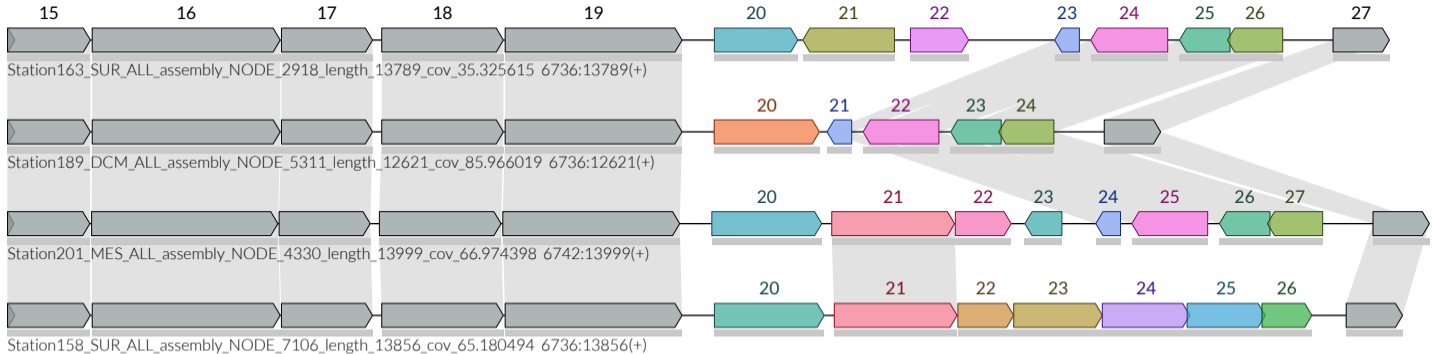 15 16 17 18 19 20 21 22 23 24 25 26 27
Station163_SUR_ALL_assembly_NODE_2918_length_13789_cov_35.325615 6736:13789(+)
20 21 22 23 24
Station189_DCM_ALL_assembly_NODE_5311_length_12621_cov_85.966019 6736:12621(+)
20 21 22 23 24 25 26 27
Station201_MES_ALL_assembly_NODE_4330_length_13999_cov_66.974398 6742:13999(+)
20 21 22 23 24 25 26
Station158_SUR_ALL_assembly_NODE_7106_length_13856_cov_65.180494 6736:13856(+)